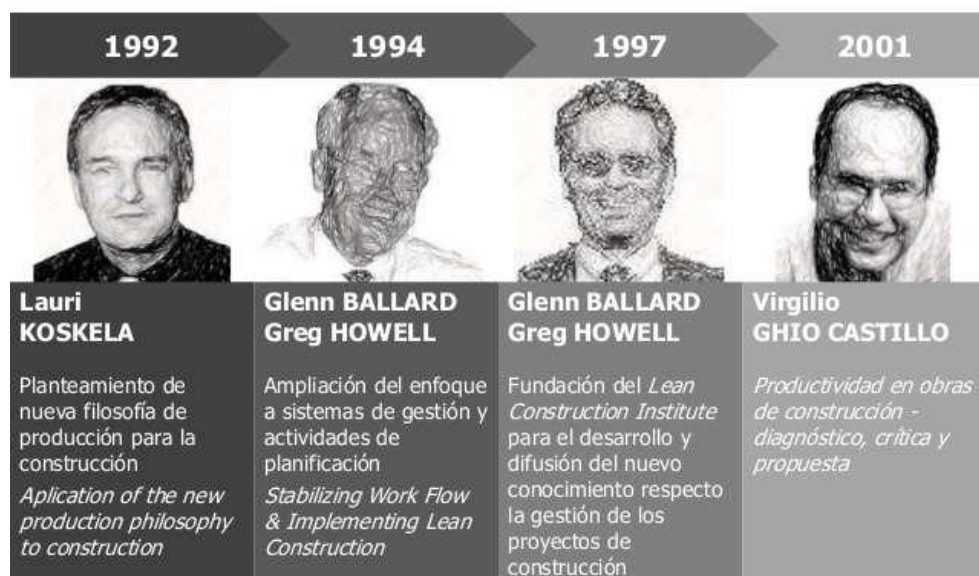 1992
1994
1997
2001
Lauri
KOSKELA
Planteamiento de
nueva filosofía de
producción para la
construcción
Aplication of the new
production philosophy
to construction
Glenn BALLARD
Greg HOWELL
Ampliación del enfoque
a sistemas de gestión y
actividades de
planificación
Stabilizing Work Flow
& Implementing Lean
Construction
Glenn BALLARD
Greg HOWELL
Fundación del Lean
Construction Institute
para el desarrollo y
difusión del nuevo
conocimiento respecto
la gestión de los
proyectos de
construcción
Virgilio
GHIO CASTILLO
Productividad en obras
de construcción -
diagnóstico, crítica y
propuesta